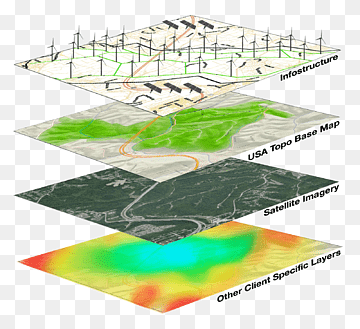 Infostructure
USA Topo Base Map
Satellite Imagery
Other Client Specific Layers